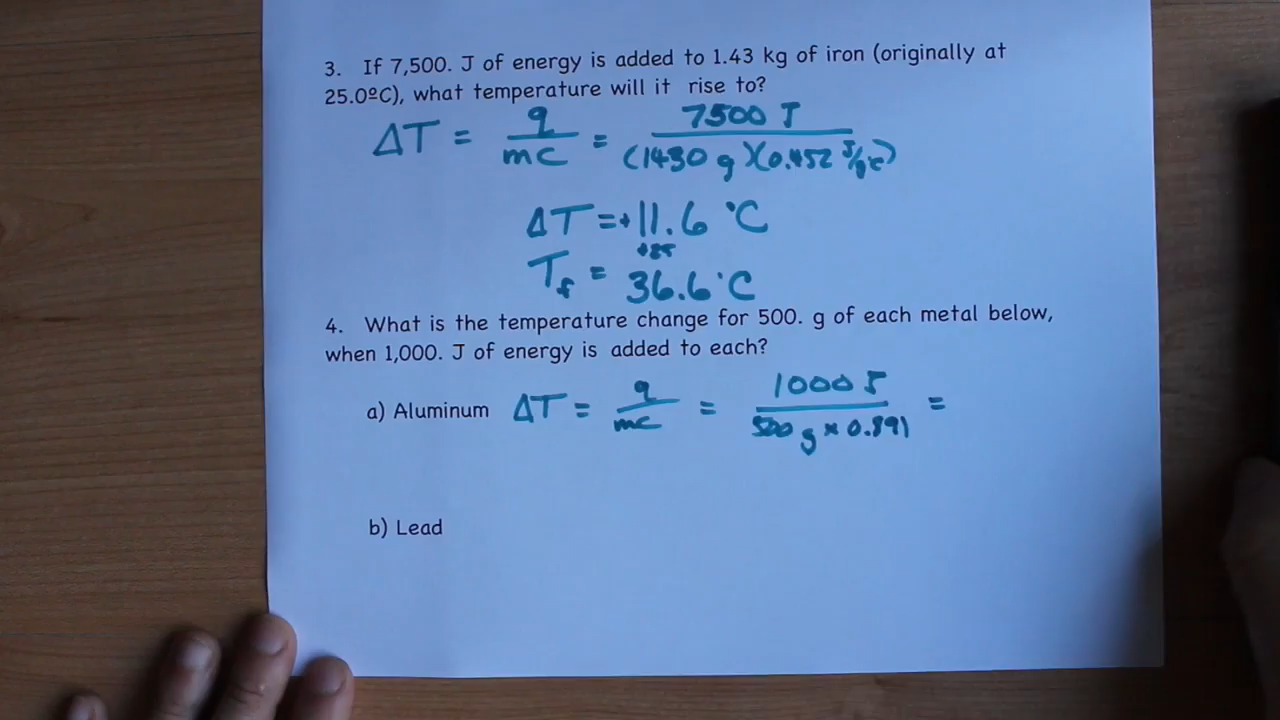 3. If 7,500. J of energy is added to 1.43 kg of iron (originally at
25.0ºC), what temperature will it rise to?
ΔT = q/mc = 7500 J/(1430 g)(0.452 J/g°C)
ΔT = +11.6 °C
+25
Tf = 36.6 °C
4. What is the temperature change for 500. g of each metal below,
when 1,000. J of energy is added to each?
a) Aluminum ΔT = q/mc = 1000 J/500 g × 0.891 =
b) Lead